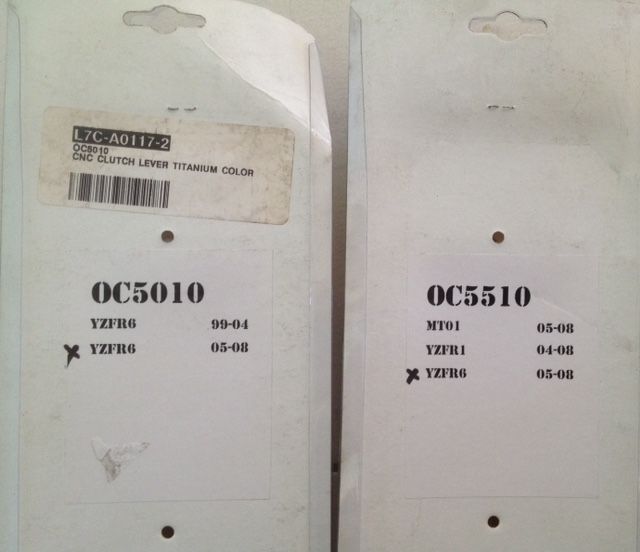 L7C-A0117-2
OC5010
CNC CLUTCH LEVER TITANIUM COLOR
OC5010
YZFR6 99-04
x YZFR6 05-08
OC5510
MT01 05-08
YZFR1 04-08
x YZFR6 05-08